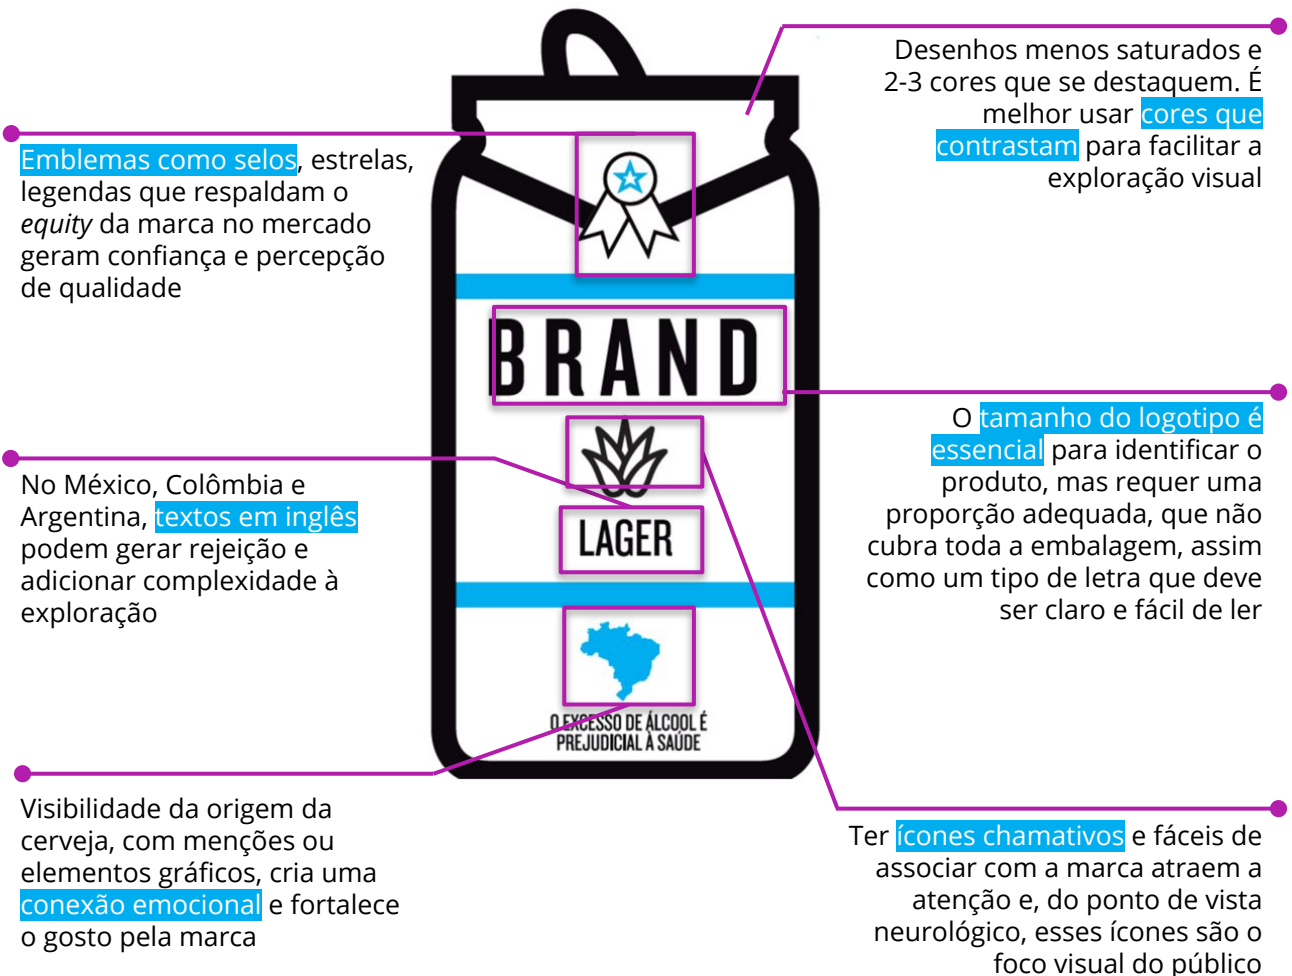 Desenhos menos saturados e
2-3 cores que se destaquem. É
melhor usar cores que
contrastam para facilitar a
exploração visual
Emblemas como selos, estrelas,
legendas que respaldam o
equity da marca no mercado
geram confiança e percepção
de qualidade
BRAND
O tamanho do logotipo é
essencial para identificar o
produto, mas requer uma
proporção adequada, que não
cubra toda a embalagem, assim
como um tipo de letra que deve
ser claro e fácil de ler
No México, Colômbia e
Argentina, textos em inglês
podem gerar rejeição e
adicionar complexidade à
exploração
LAGER
O EXCESSO DE ÁLCOOL É
PREJUDICIAL À SAÚDE
Visibilidade da origem da
cerveja, com menções ou
elementos gráficos, cria uma
conexão emocional e fortalece
o gosto pela marca
Ter ícones chamativos e fáceis de
associar com a marca atraem a
atenção e, do ponto de vista
neurológico, esses ícones são o
foco visual do público